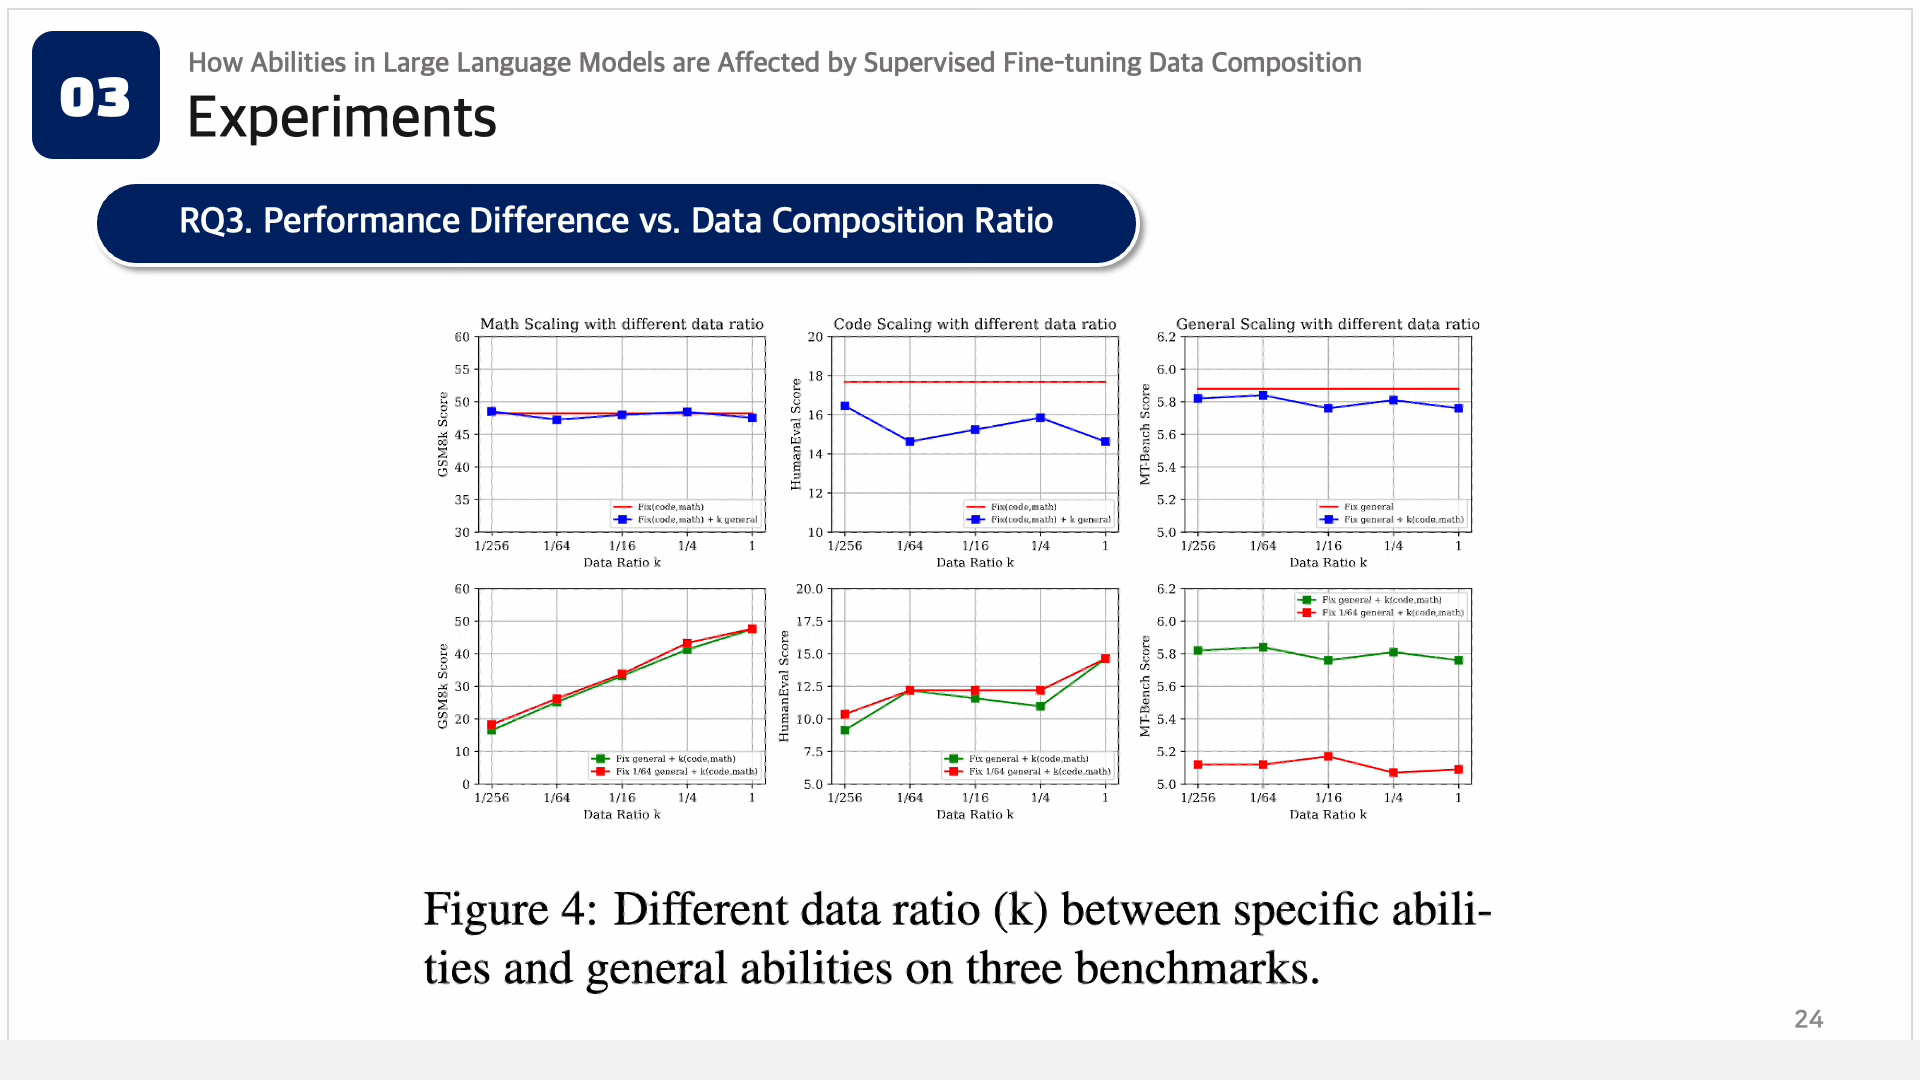 03
How Abilities in Large Language Models are Affected by Supervised Fine-tuning Data Composition
Experiments
RQ3. Performance Difference vs. Data Composition Ratio
Math Scaling with different data ratio
60
55
50
45
40
35
30
GSM8k Score
Fix(code,math)
Fix(code,math) + k general
1/256 1/64 1/16 1/4 1
Data Ratio k
Code Scaling with different data ratio
20
18
16
14
12
10
HumanEval Score
Fix(code,math)
Fix(code,math) + k general
1/256 1/64 1/16 1/4 1
Data Ratio k
General Scaling with different data ratio
6.2
6.0
5.8
5.6
5.4
5.2
5.0
MT-Bench Score
Fix general
Fix general + k(code,math)
1/256 1/64 1/16 1/4 1
Data Ratio k
60
50
40
30
20
10
0
GSM8k Score
Fix general + k(code,math)
Fix 1/64 general + k(code,math)
1/256 1/64 1/16 1/4 1
Data Ratio k
20.0
17.5
15.0
12.5
10.0
7.5
5.0
HumanEval Score
Fix general + k(code,math)
Fix 1/64 general + k(code,math)
1/256 1/64 1/16 1/4 1
Data Ratio k
6.2
6.0
5.8
5.6
5.4
5.2
5.0
MT-Bench Score
Fix general + k(code,math)
Fix 1/64 general + k(code,math)
1/256 1/64 1/16 1/4 1
Data Ratio k
Figure 4: Different data ratio (k) between specific abili-
ties and general abilities on three benchmarks.
24